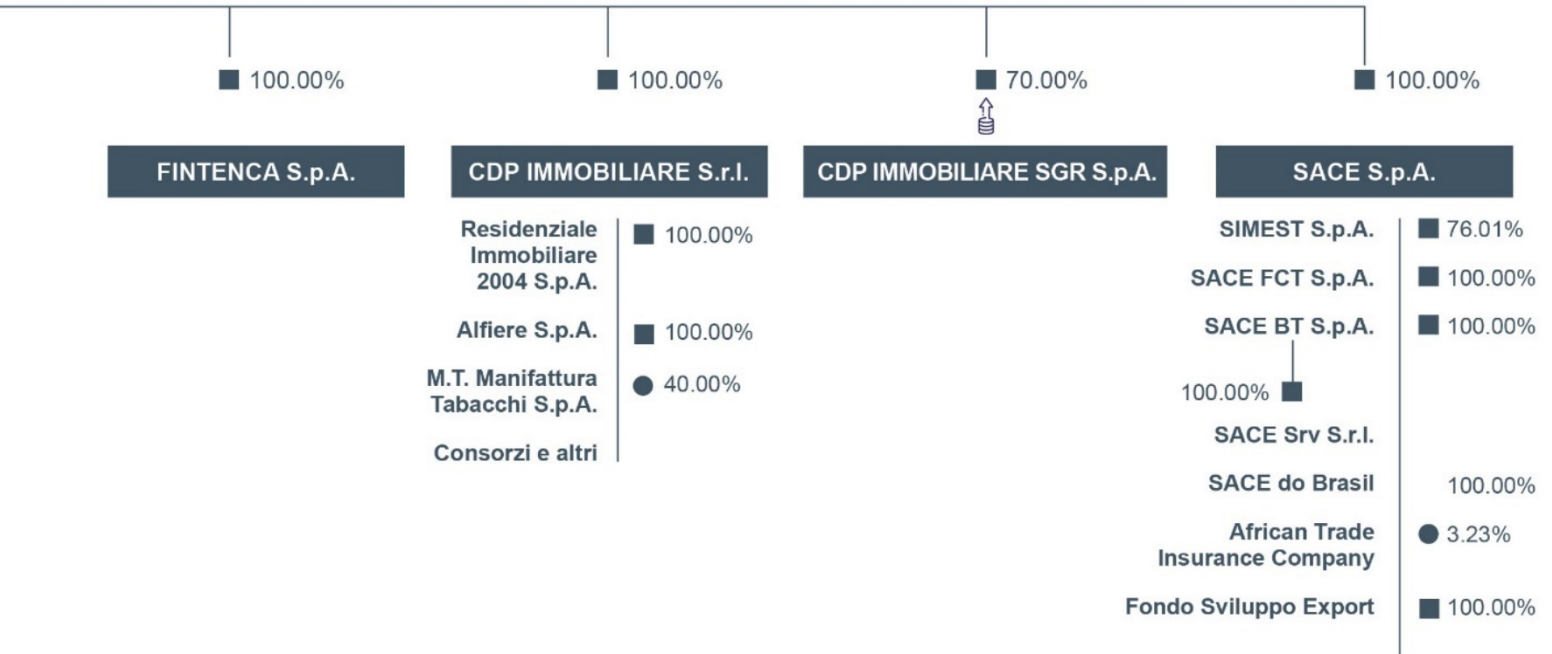 100.00%
100.00%
70.00%
100.00%
FINTENCA S.p.A.
CDP IMMOBILIARE S.r.l.
CDP IMMOBILIARE SGR S.p.A.
SACE S.p.A.
Residenziale
Immobiliare
2004 S.p.A.
100.00%
Alfiere S.p.A.
100.00%
M.T. Manifattura
Tabacchi S.p.A.
40.00%
Consorzi e altri
SIMEST S.p.A.
76.01%
SACE FCT S.p.A.
100.00%
SACE BT S.p.A.
100.00%
100.00%
SACE Srv S.r.l.
SACE do Brasil
100.00%
African Trade
Insurance Company
3.23%
Fondo Sviluppo Export
100.00%